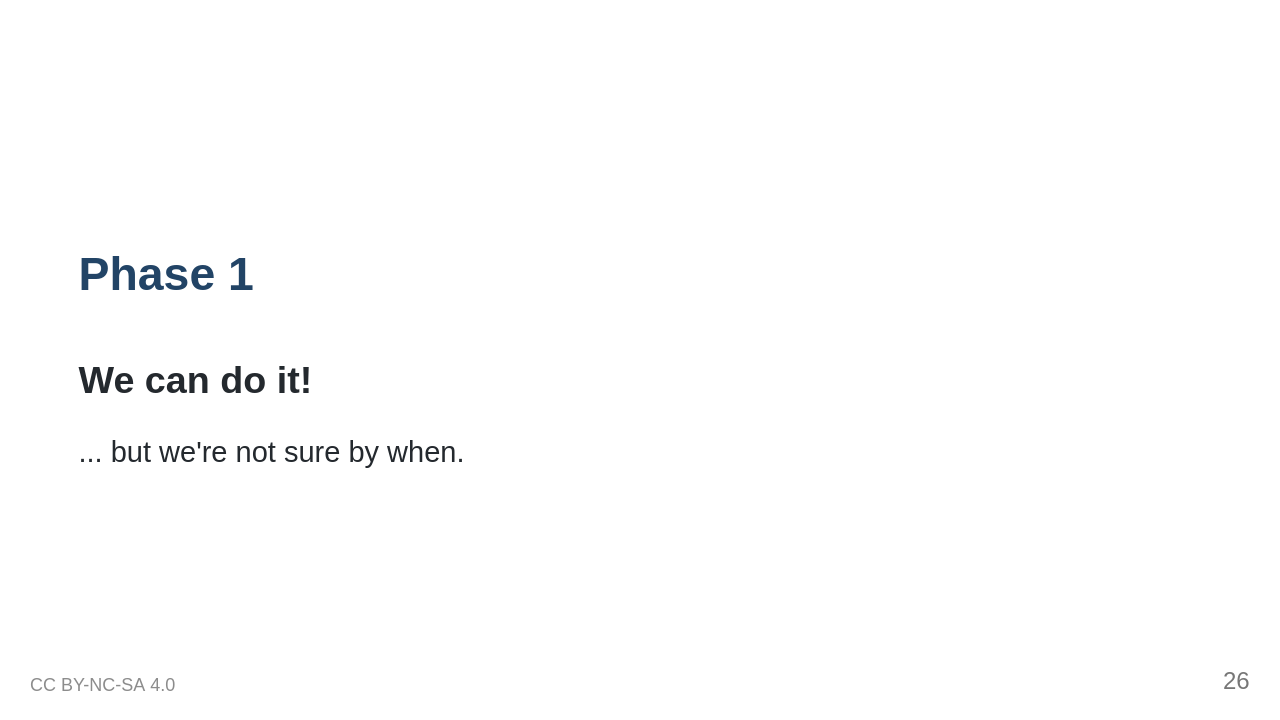 Phase 1
We can do it!
... but we're not sure by when.
CC BY-NC-SA 4.0
26